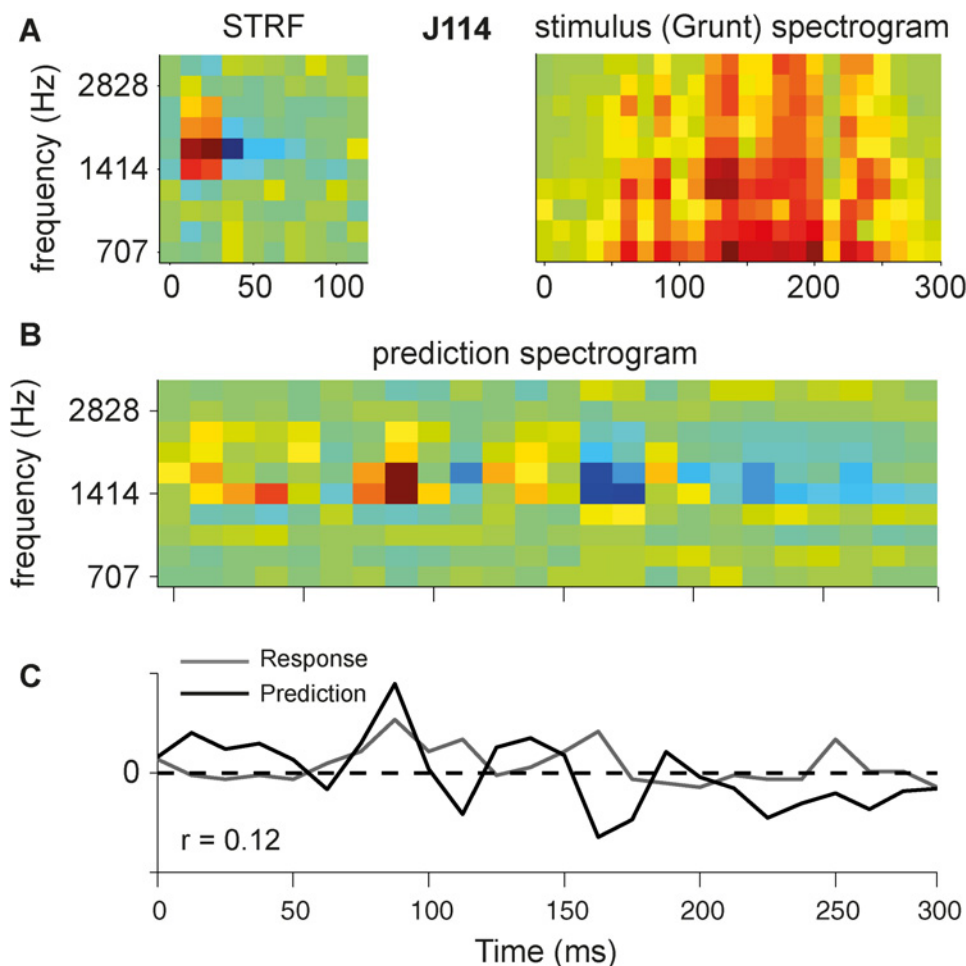 A
STRF
J114
stimulus (Grunt) spectrogram
frequency (Hz)
2828
1414
707
0 50 100
0 100 200 300
B
prediction spectrogram
frequency (Hz)
2828
1414
707
C
Response
Prediction
0
r = 0.12
0 50 100 150 200 250 300
Time (ms)